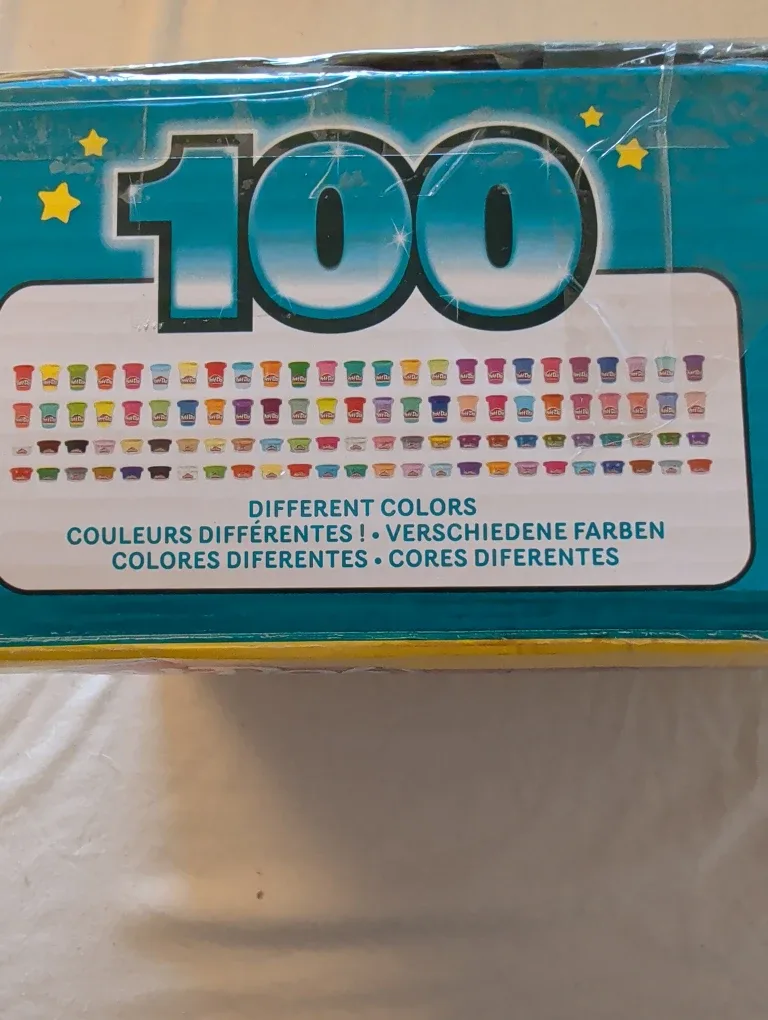 100
DIFFERENT COLORS
COULEURS DIFFÉRENTES ! • VERSCHIEDENE FARBEN
COLORES DIFERENTES • CORES DIFERENTES